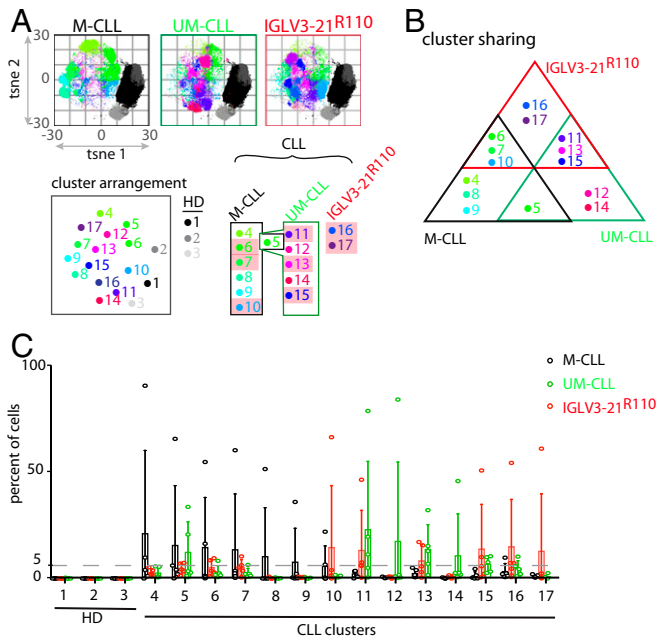 A
M-CLL
UM-CLL
IGLV3-21R110
tsne 2
30
0
-30
-30
0
30
tsne 1
CLL
cluster arrangement
HD
1
2
3
4
17
5
12
7
6
13
2
9
15
8
10
16
1
11
14
3
M-CLL
UM-CLL
IGLV3-21R110
4
6
7
8
9
10
5
11
12
13
14
15
16
17
B
cluster sharing
IGLV3-21R110
16
17
6
7
10
11
13
15
4
8
9
5
12
14
M-CLL
UM-CLL
C
percent of cells
100
50
5
0
M-CLL
UM-CLL
IGLV3-21R110
1 2 3 4 5 6 7 8 9 10 11 12 13 14 15 16 17
HD
CLL clusters